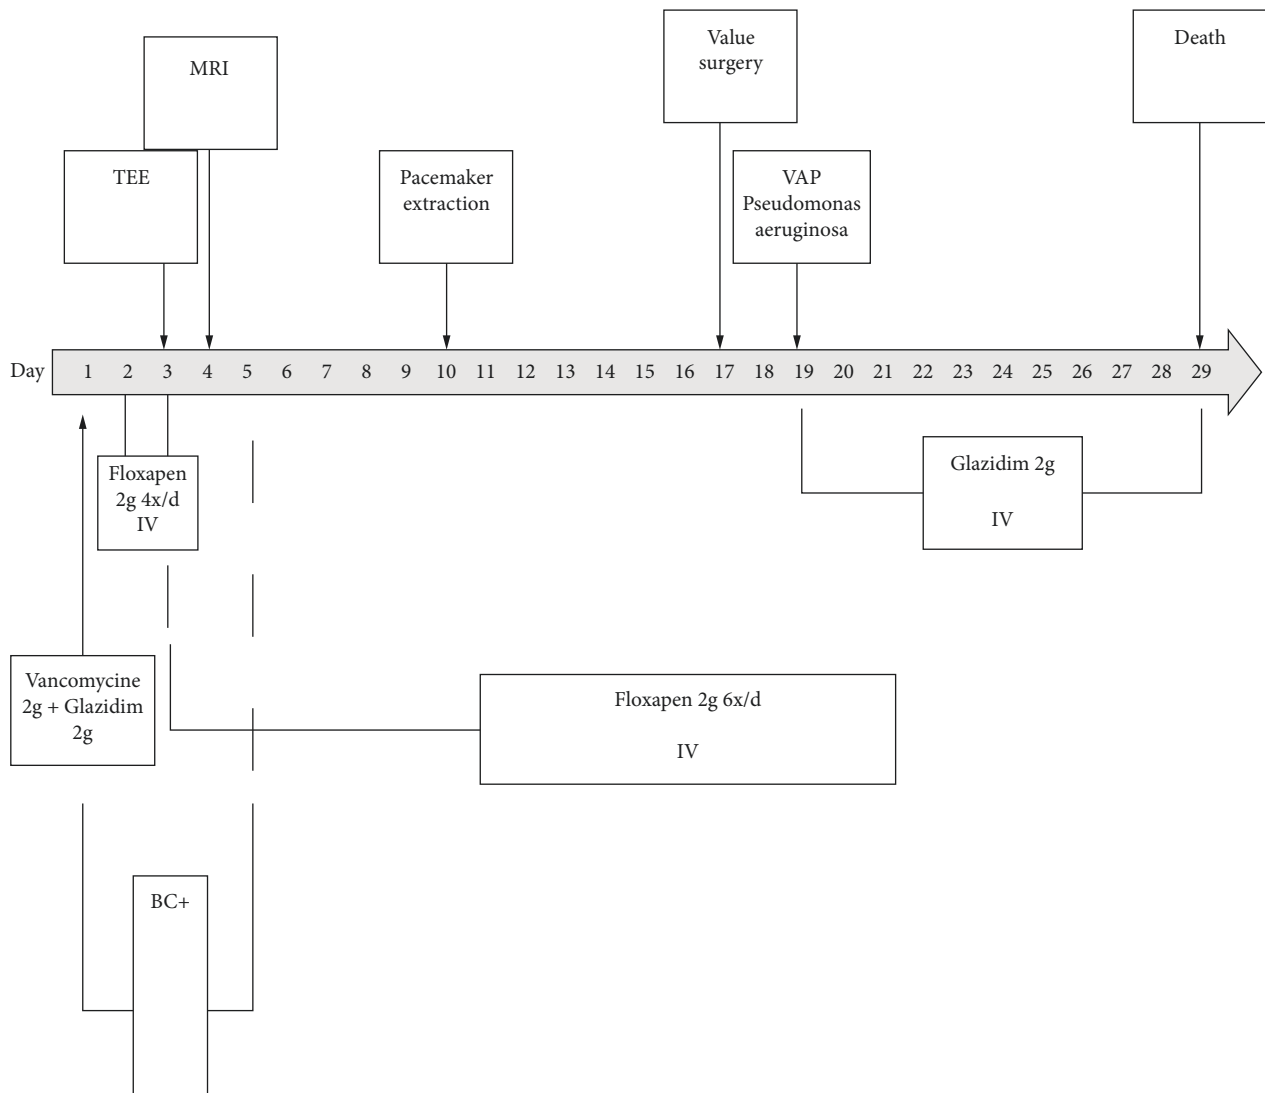 Value
surgery
Death
MRI
TEE
Pacemaker
extraction
VAP
Pseudomonas
aeruginosa
Day 1 2 3 4 5 6 7 8 9 10 11 12 13 14 15 16 17 18 19 20 21 22 23 24 25 26 27 28 29
Floxapen
2g 4x/d
IV
Glazidim 2g
IV
Vancomycine
2g + Glazidim
2g
Floxapen 2g 6x/d
IV
BC+